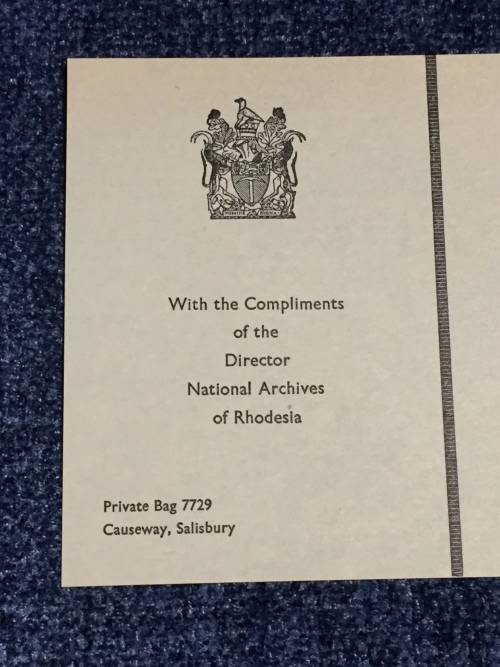 With the Compliments
of the
Director
National Archives
of Rhodesia
Private Bag 7729
Causeway, Salisbury